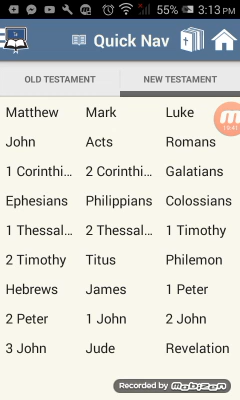 55% 3:13 PM
Quick Nav
OLD TESTAMENT NEW TESTAMENT
Matthew Mark Luke
John Acts Romans
19:41
1 Corinthi... 2 Corinthi... Galatians
Ephesians Philippians Colossians
1 Thessal... 2 Thessal... 1 Timothy
2 Timothy Titus Philemon
Hebrews James 1 Peter
2 Peter 1 John 2 John
3 John Jude Revelation
Recorded by MOBIZEN